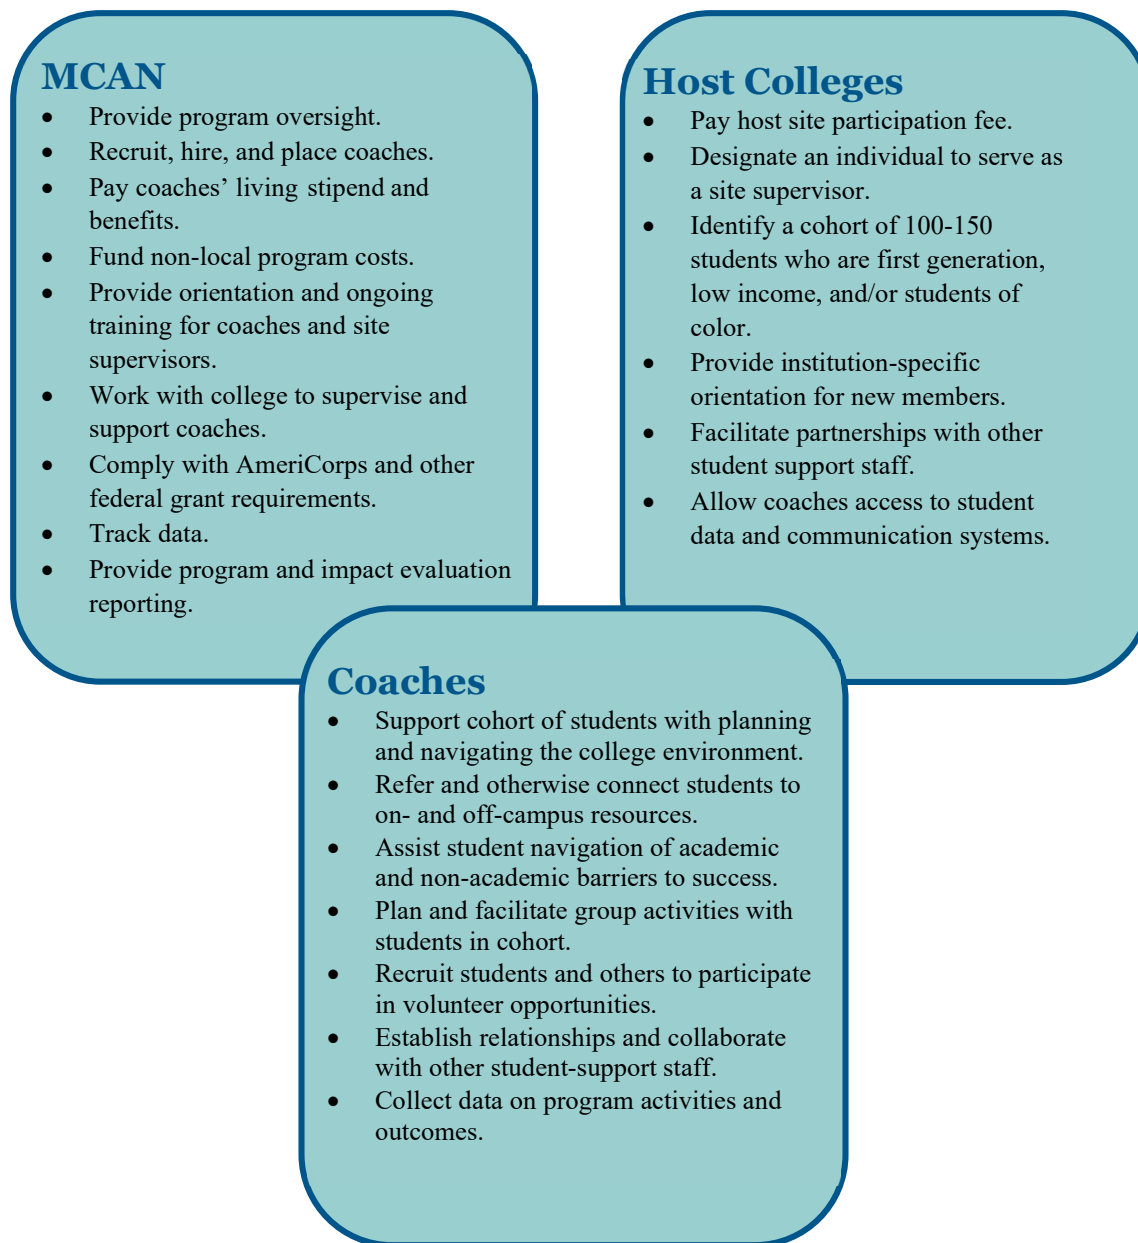 MCAN
• Provide program oversight.
• Recruit, hire, and place coaches.
• Pay coaches’ living stipend and
benefits.
• Fund non-local program costs.
• Provide orientation and ongoing
training for coaches and site
supervisors.
• Work with college to supervise and
support coaches.
• Comply with AmeriCorps and other
federal grant requirements.
• Track data.
• Provide program and impact evaluation
reporting.
Host Colleges
• Pay host site participation fee.
• Designate an individual to serve as
a site supervisor.
• Identify a cohort of 100-150
students who are first generation,
low income, and/or students of
color.
• Provide institution-specific
orientation for new members.
• Facilitate partnerships with other
student support staff.
• Allow coaches access to student
data and communication systems.
Coaches
• Support cohort of students with planning
and navigating the college environment.
• Refer and otherwise connect students to
on- and off-campus resources.
• Assist student navigation of academic
and non-academic barriers to success.
• Plan and facilitate group activities with
students in cohort.
• Recruit students and others to participate
in volunteer opportunities.
• Establish relationships and collaborate
with other student-support staff.
• Collect data on program activities and
outcomes.